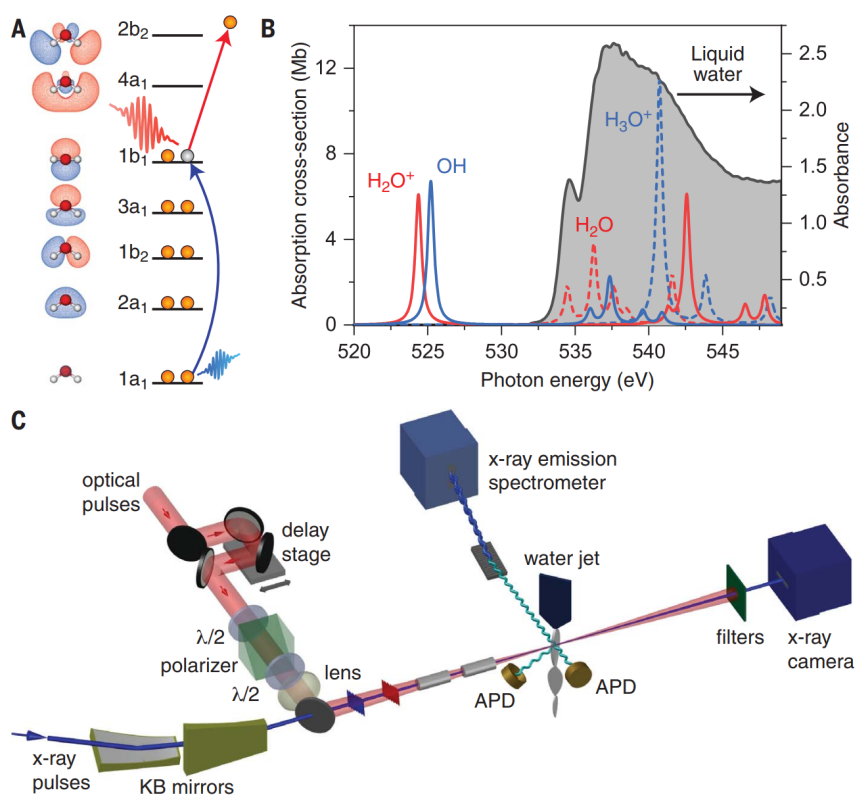 A
2b₂
4a₁
1b₁
3a₁
1b₂
2a₁
1a₁
B
Absorption cross-section (Mb)
12
8
4
0
H₂O⁺
OH
H₂O
H₃O⁺
Liquid
water
2.5
2.0
1.5
1.0
0.5
Absorbance
520
525
530
535
540
545
Photon energy (eV)
C
optical
pulses
delay
stage
λ/2
polarizer
λ/2
lens
x-ray
pulses
KB mirrors
x-ray emission
spectrometer
water jet
APD
APD
filters
x-ray
camera